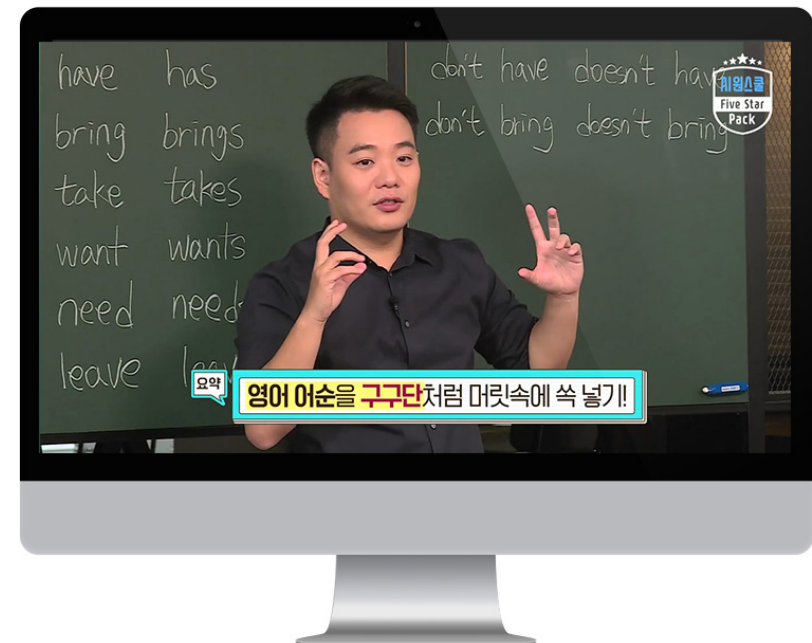 have has
bring brings
take takes
want wants
need needs
leave
don't have doesn't have
don't bring doesn't bring
시원스쿨
Five Star
Pack
요약
영어 어순을 구구단처럼 머릿속에 쏙 넣기!